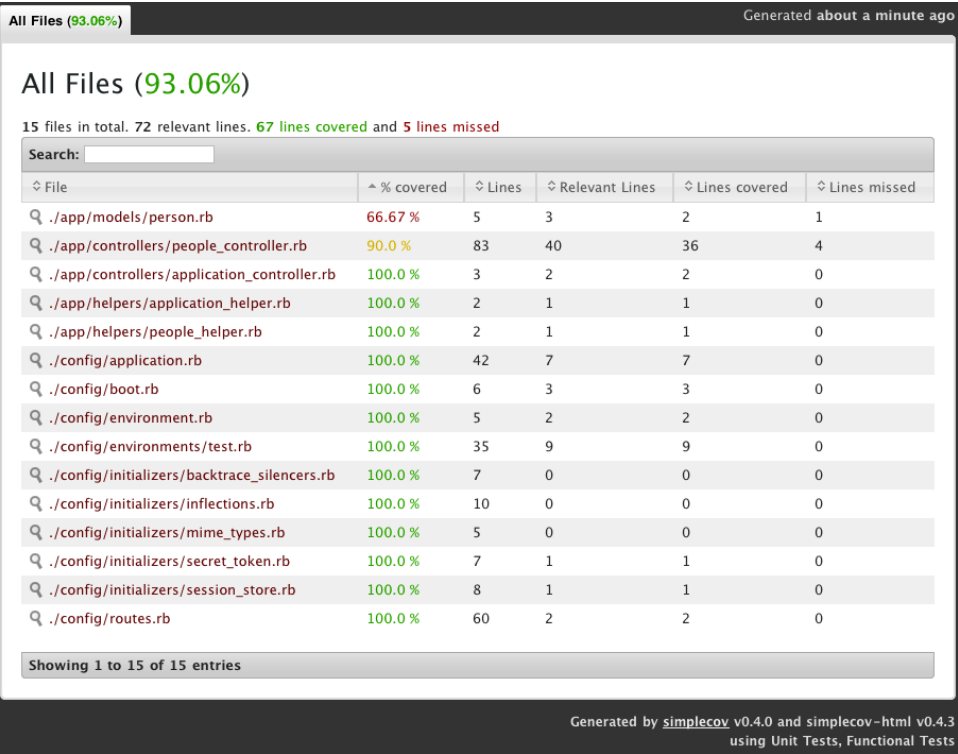 All Files (93.06%)
Generated about a minute ago
All Files (93.06%)
15 files in total. 72 relevant lines. 67 lines covered and 5 lines missed
Search:
File % covered Lines Relevant Lines Lines covered Lines missed
./app/models/person.rb 66.67 % 5 3 2 1
./app/controllers/people_controller.rb 90.0 % 83 40 36 4
./app/controllers/application_controller.rb 100.0 % 3 2 2 0
./app/helpers/application_helper.rb 100.0 % 2 1 1 0
./app/helpers/people_helper.rb 100.0 % 2 1 1 0
./config/application.rb 100.0 % 42 7 7 0
./config/boot.rb 100.0 % 6 3 3 0
./config/environment.rb 100.0 % 5 2 2 0
./config/environments/test.rb 100.0 % 35 9 9 0
./config/initializers/backtrace_silencers.rb 100.0 % 7 0 0 0
./config/initializers/inflections.rb 100.0 % 10 0 0 0
./config/initializers/mime_types.rb 100.0 % 5 0 0 0
./config/initializers/secret_token.rb 100.0 % 7 1 1 0
./config/initializers/session_store.rb 100.0 % 8 1 1 0
./config/routes.rb 100.0 % 60 2 2 0
Showing 1 to 15 of 15 entries
Generated by simplecov v0.4.0 and simplecov-html v0.4.3
using Unit Tests, Functional Tests